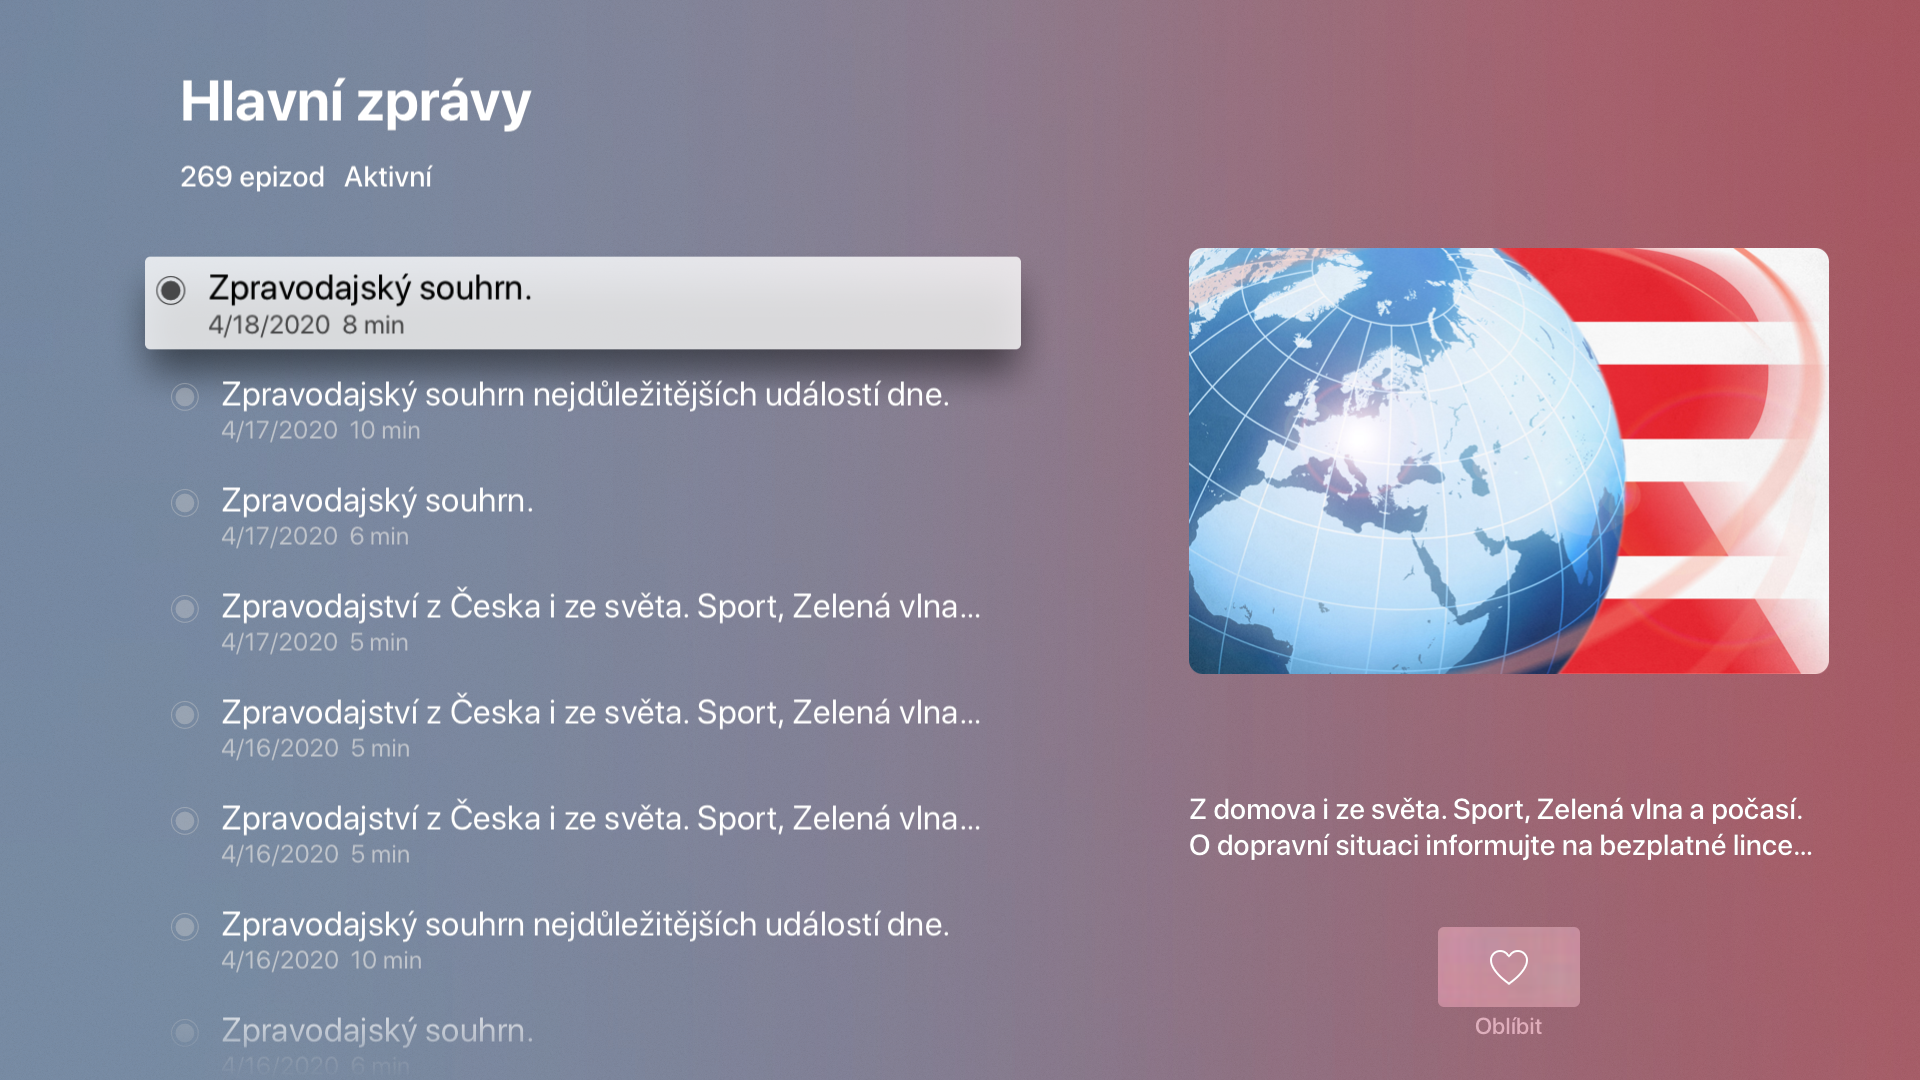 Hlavní zprávy
269 epizod Aktivní
Zpravodajský souhrn.
4/18/2020 8 min
Zpravodajský souhrn nejdůležitějších událostí dne.
4/17/2020 10 min
Zpravodajský souhrn.
4/17/2020 6 min
Zpravodajství z Česka i ze světa. Sport, Zelená vlna...
4/17/2020 5 min
Zpravodajství z Česka i ze světa. Sport, Zelená vlna...
4/16/2020 5 min
Zpravodajství z Česka i ze světa. Sport, Zelená vlna...
4/16/2020 5 min
Zpravodajský souhrn nejdůležitějších událostí dne.
4/16/2020 10 min
Zpravodajský souhrn.
4/16/2020 6 min
Z domova i ze světa. Sport, Zelená vlna a počasí.
O dopravní situaci informujte na bezplatné lince...
Oblíbit